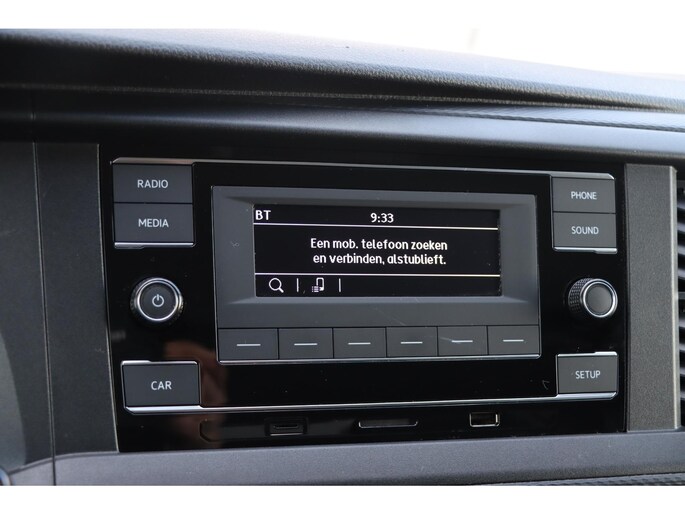 RADIO
MEDIA
PHONE
SOUND
BT 9:33
Een mob. telefoon zoeken
en verbinden, alstublieft.
CAR
SETUP